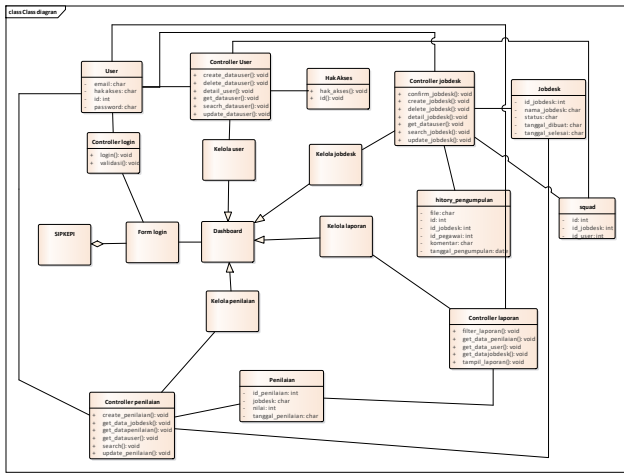 class Class diagran
User
- email: char
- hak akses: char
- id: int
- password: char
Controller User
+ create_datauser(): void
+ delete_datauser(): void
+ detail_user(): void
+ get_datauser(): void
+ seacrh_datauser(): void
+ update_datauser(): void
Hak Akses
+ hak_akses(): void
+ id(): void
Controller jobdesk
+ confirm_jobdesk(): void
+ create_jobdesk(): void
+ delete_jobdesk(): void
+ detail_jobdesk(): void
+ get_datauser(): void
+ search_jobdesk(): void
+ update_jobdesk(): void
Jobdesk
- id_jobdesk: int
- nama_jobdesk: char
- status: char
- tanggal_dibuat: char
- tanggal_selesai: char
Controller login
+ login(): void
+ validasi(): void
Kelola user
Kelola jobdesk
hitory_pengumpulan
- file: char
- id: int
- id_jobdesk: int
- id_pegawai: int
- komentar: char
- tanggal_pengumpulan: date
squad
- id: int
- id_jobdesk: int
- id_user: int
SIPKEPI
Form login
Dashboard
Kelola laporan
Kelola penilaian
Controller laporan
+ filter_laporan(): void
+ get_data_penilaian(): void
+ get_data_user(): void
+ get_datajobdesk(): void
+ tampil_laporan(): void
Penilaian
- id_penilaian: int
- jobdesk: char
- nilai: int
- tanggal_penilaian: char
Controller penilaian
+ create_penilaian(): void
+ get_data_jobdesk(): void
+ get_datapenilaian(): void
+ get_datauser(): void
+ search(): void
+ update_penilaian(): void